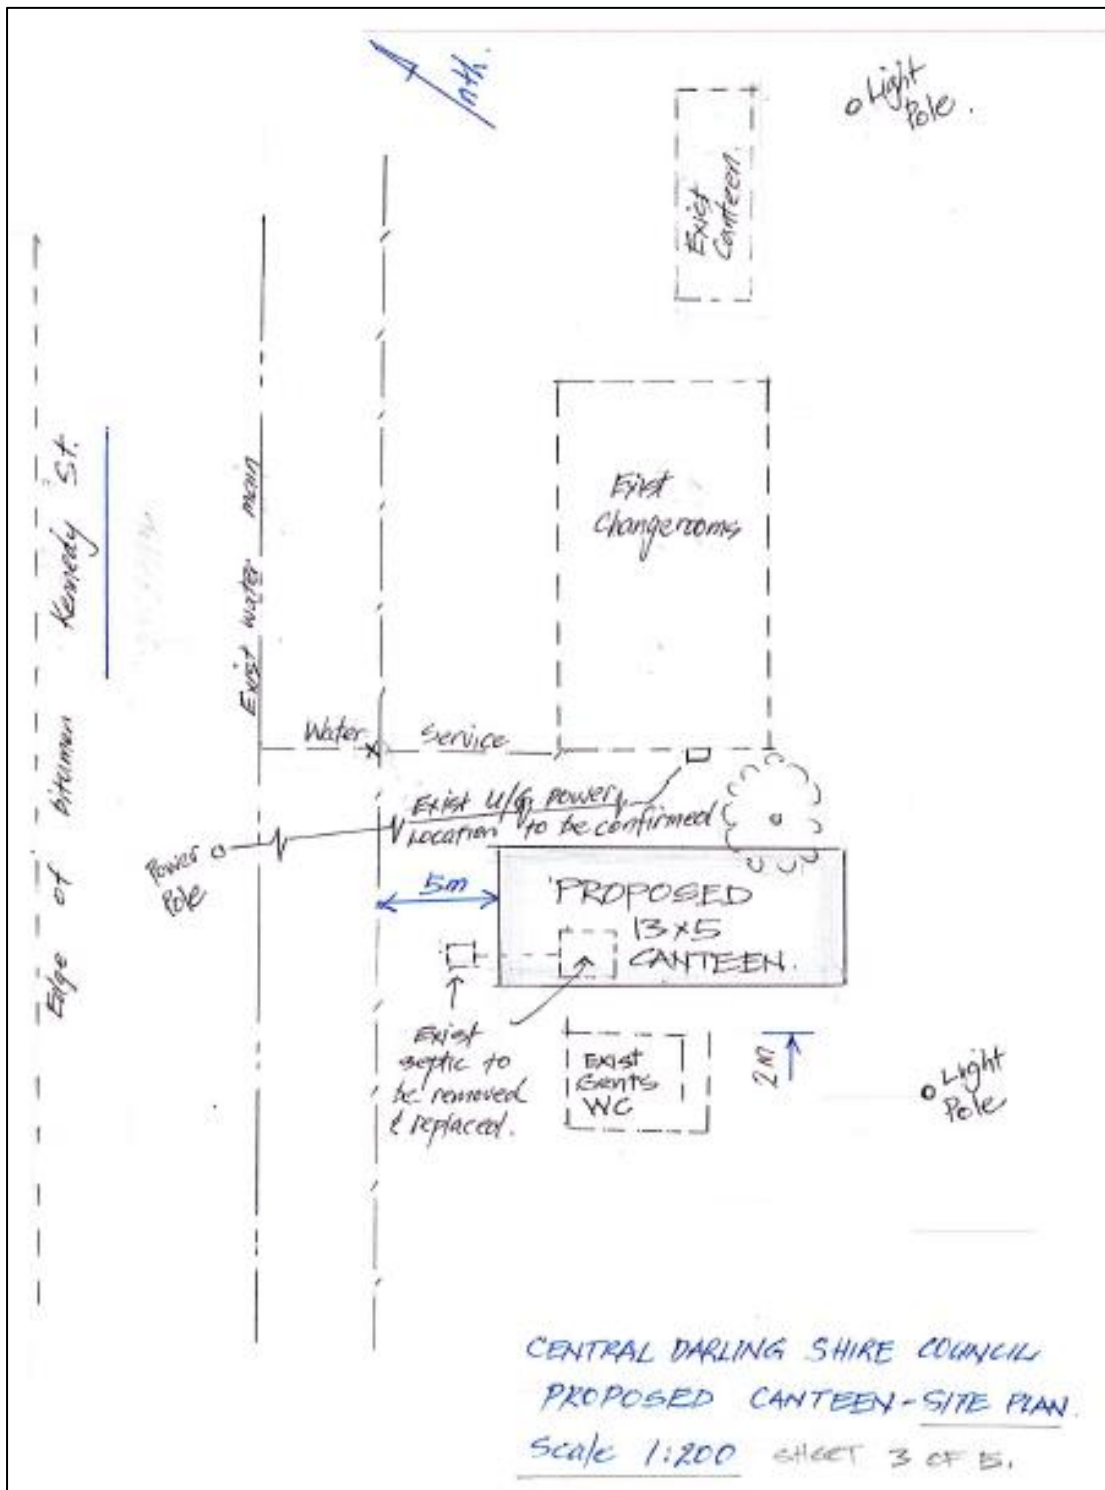 nth.
Light
Pole.
Exist
Canteen.
Exist
Changerooms
Edge of bitumen Kennedy St.
Exist water main
Water Service
Exist U/G power
Location to be confirmed
Power
Pole
5m
PROPOSED
13x5
CANTEEN.
Exist
septic to
be removed
& replaced.
EXIST
Gents
WC
2M
Light
Pole
CENTRAL DARLING SHIRE COUNCIL
PROPOSED CANTEEN - SITE PLAN.
Scale 1:200 SHEET 3 OF 5.